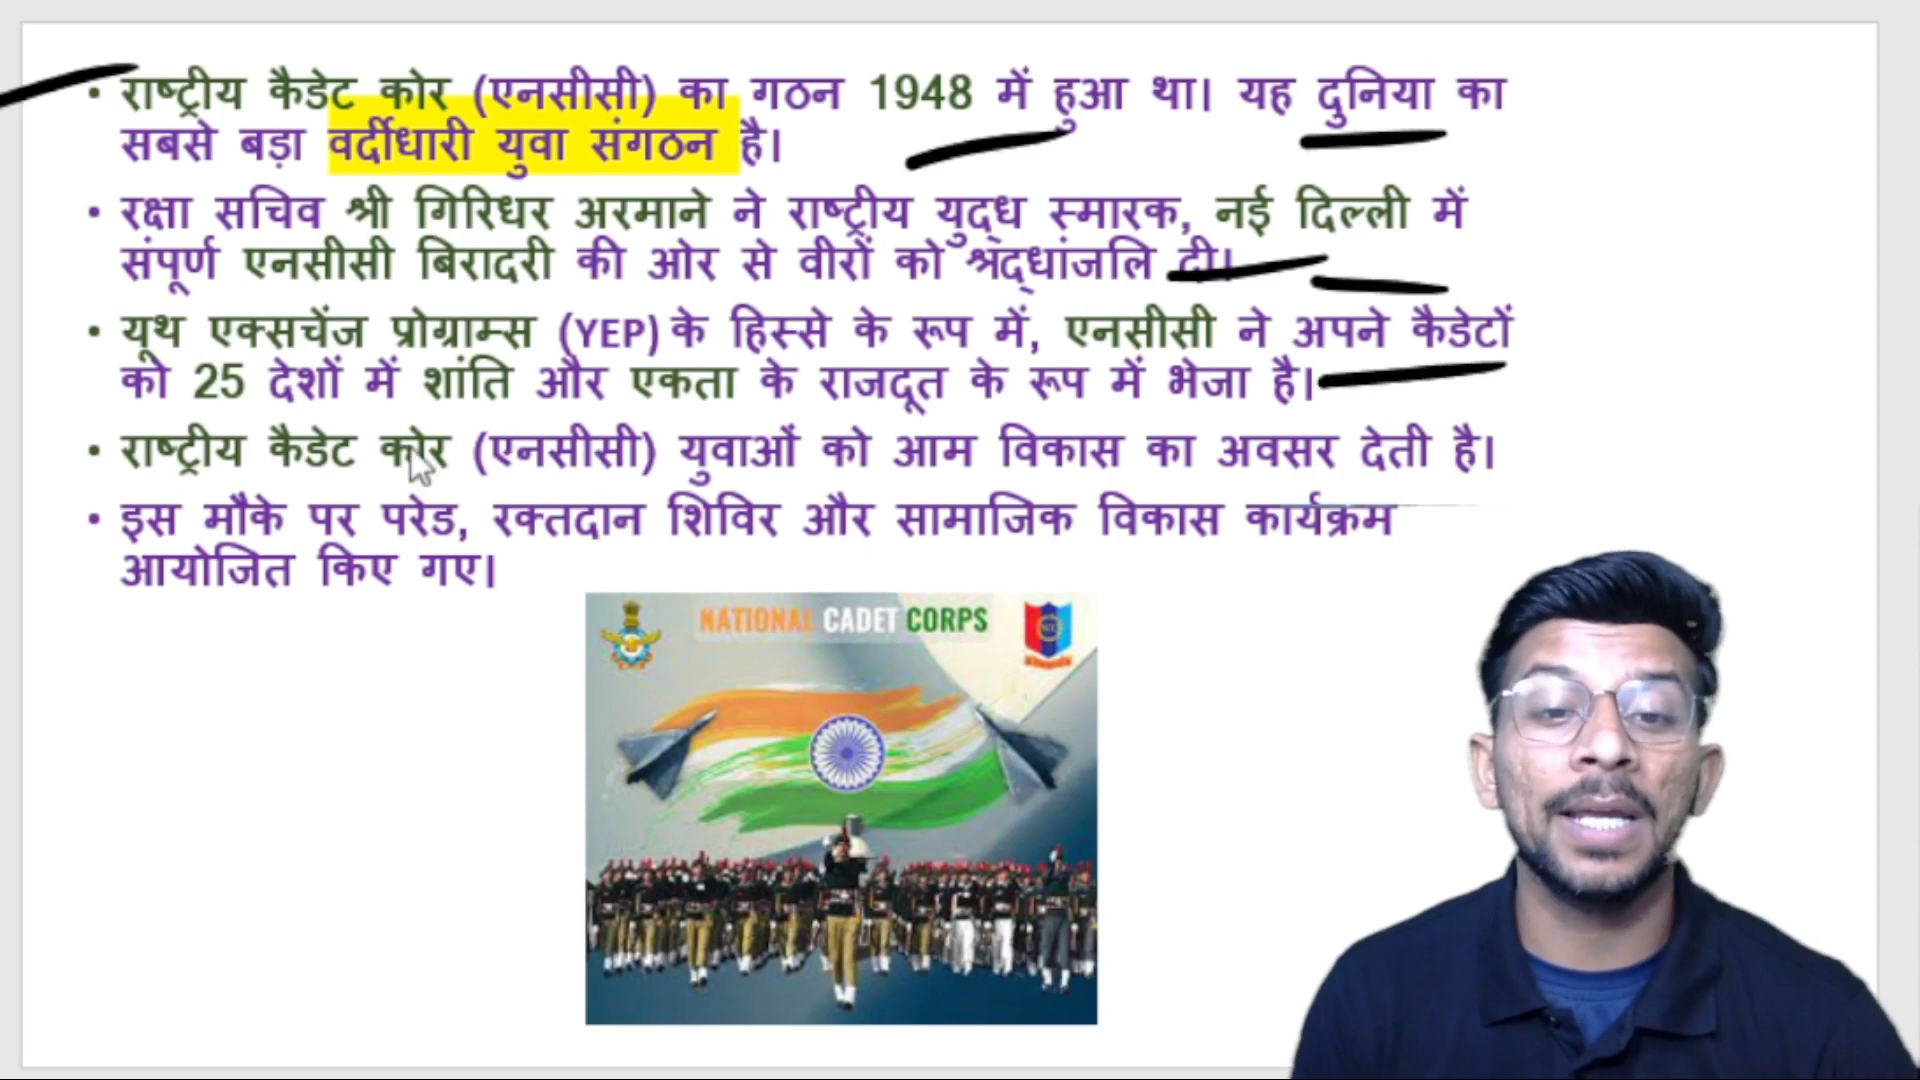 • राष्ट्रीय कैडेट कोर (एनसीसी) का गठन 1948 में हुआ था। यह दुनिया का
सबसे बड़ा वर्दीधारी युवा संगठन है।
• रक्षा सचिव श्री गिरिधर अरमाने ने राष्ट्रीय युद्ध स्मारक, नई दिल्ली में
संपूर्ण एनसीसी बिरादरी की ओर से वीरों को श्रद्धांजलि दी।
• यूथ एक्सचेंज प्रोग्राम्स (YEP) के हिस्से के रूप में, एनसीसी ने अपने कैडेटों
को 25 देशों में शांति और एकता के राजदूत के रूप में भेजा है।
• राष्ट्रीय कैडेट कोर (एनसीसी) युवाओं को आम विकास का अवसर देती है।
• इस मौके पर परेड, रक्तदान शिविर और सामाजिक विकास कार्यक्रम
आयोजित किए गए।
NATIONAL CADET CORPS